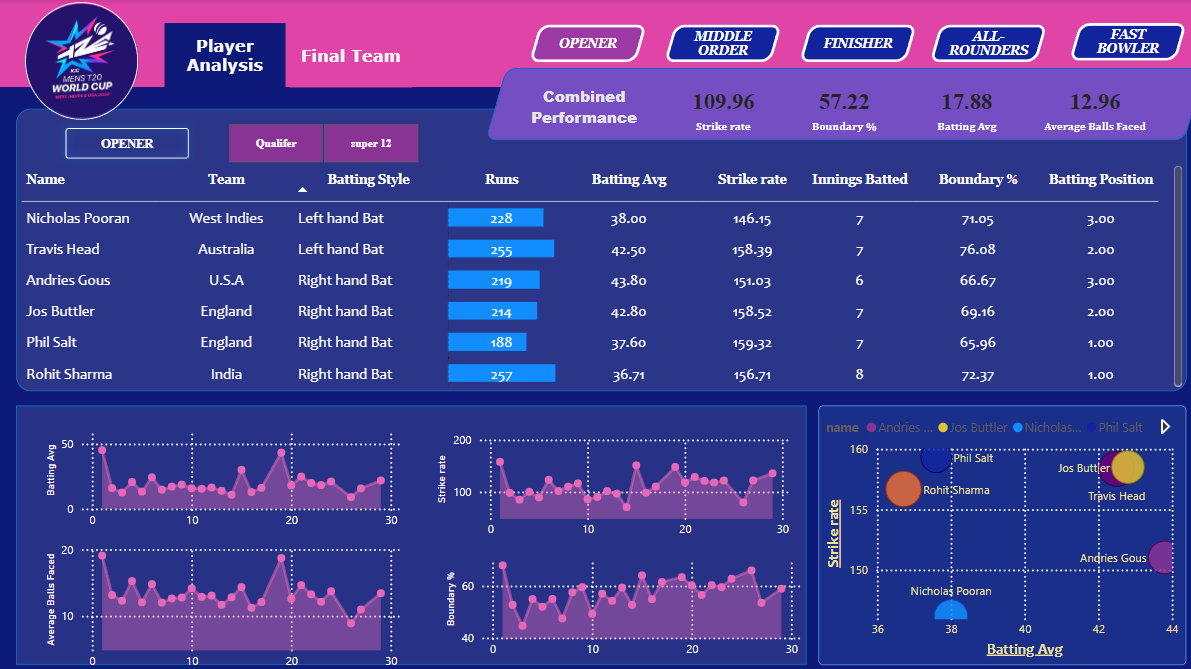 ICC
MENS T20
WORLD CUP
WEST INDIES & USA 2024
Player
Analysis
Final Team
OPENER
MIDDLE
ORDER
FINISHER
ALL-
ROUNDERS
FAST
BOWLER
Combined
Performance
109.96
Strike rate
57.22
Boundary %
17.88
Batting Avg
12.96
Average Balls Faced
OPENER
Qualifer
super 12
Name Team Batting Style Runs Batting Avg Strike rate Innings Batted Boundary % Batting Position
Nicholas Pooran West Indies Left hand Bat 228 38.00 146.15 7 71.05 3.00
Travis Head Australia Left hand Bat 255 42.50 158.39 7 76.08 2.00
Andries Gous U.S.A Right hand Bat 219 43.80 151.03 6 66.67 3.00
Jos Buttler England Right hand Bat 214 42.80 158.52 7 69.16 2.00
Phil Salt England Right hand Bat 188 37.60 159.32 7 65.96 1.00
Rohit Sharma India Right hand Bat 257 36.71 156.71 8 72.37 1.00
Batting Avg
50
0
0 10 20 30
Strike rate
200
100
0 10 20 30
Average Balls Faced
20
10
0 10 20 30
Boundary %
60
40
0 10 20 30
name Andries ... Jos Buttler Nicholas... Phil Salt
Strike rate
160
155
150
Phil Salt
Jos Buttler
Rohit Sharma
Travis Head
Andries Gous
Nicholas Pooran
36 38 40 42 44
Batting Avg